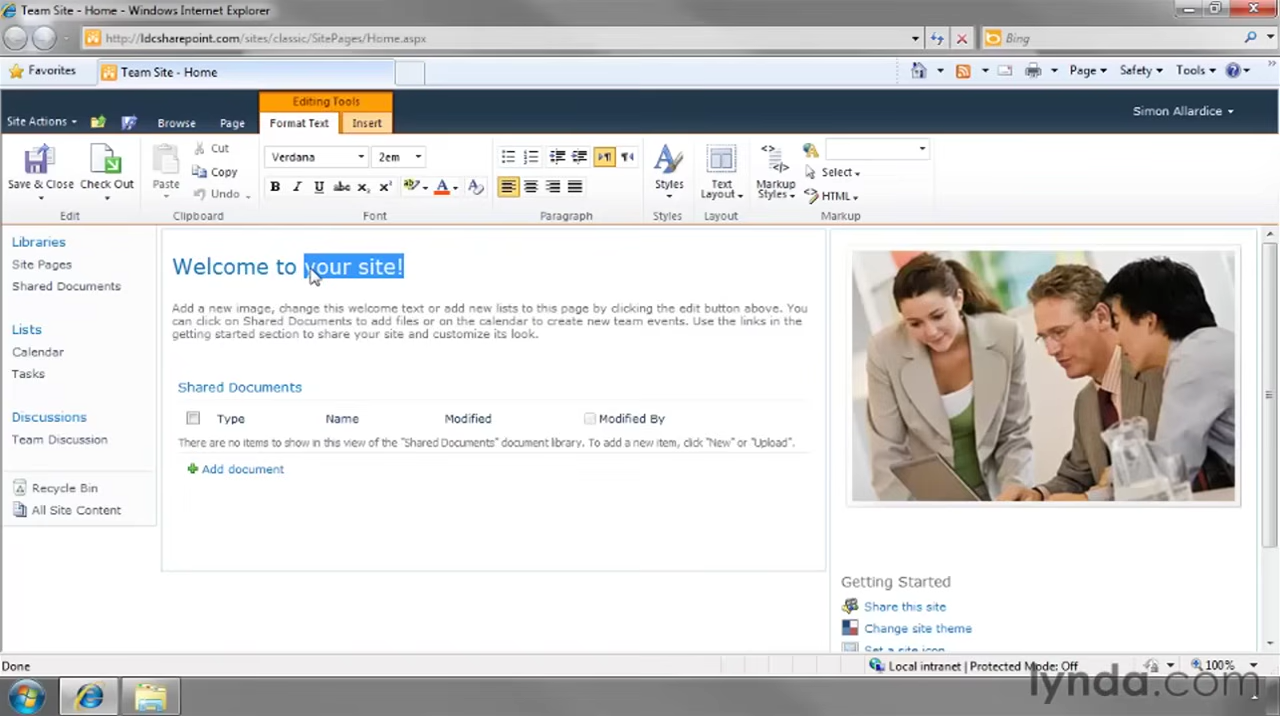 Team Site - Home - Windows Internet Explorer
http://ldcsharepoint.com/sites/classic/SitePages/Home.aspx
Bing
Favorites
Team Site - Home
Page
Safety
Tools
Editing Tools
Simon Allardice
Site Actions
Browse
Page
Format Text
Insert
Save & Close
Check Out
Paste
Cut
Copy
Undo
Verdana
2em
B I U abc x₂ x²
Styles
Text Layout
Markup Styles
Select
HTML
Edit
Clipboard
Font
Paragraph
Styles
Layout
Markup
Libraries
Site Pages
Shared Documents
Lists
Calendar
Tasks
Discussions
Team Discussion
Recycle Bin
All Site Content
Welcome to your site!
Add a new image, change this welcome text or add new lists to this page by clicking the edit button above. You
can click on Shared Documents to add files or on the calendar to create new team events. Use the links in the
getting started section to share your site and customize its look.
Shared Documents
Type Name Modified Modified By
There are no items to show in this view of the "Shared Documents" document library. To add a new item, click "New" or "Upload".
Add document
Getting Started
Share this site
Change site theme
Set a site icon
Done
Local intranet | Protected Mode: Off
100%
lynda.com